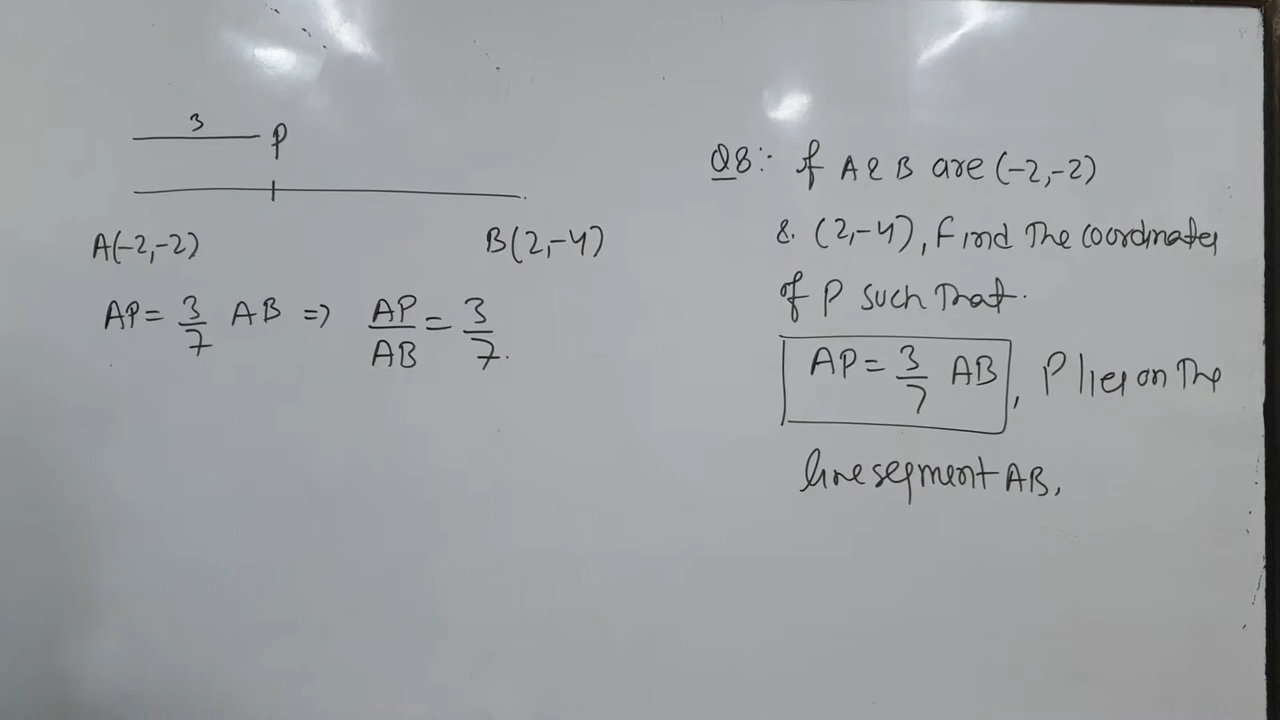 3
P
A(-2,-2)
B(2,-4)
AP = 3/7 AB => AP/AB = 3/7.
Q8:- If A & B are (-2,-2)
& (2,-4), Find The coordinates
of P such That.
AP = 3/7 AB, P lies on The
line segment AB,